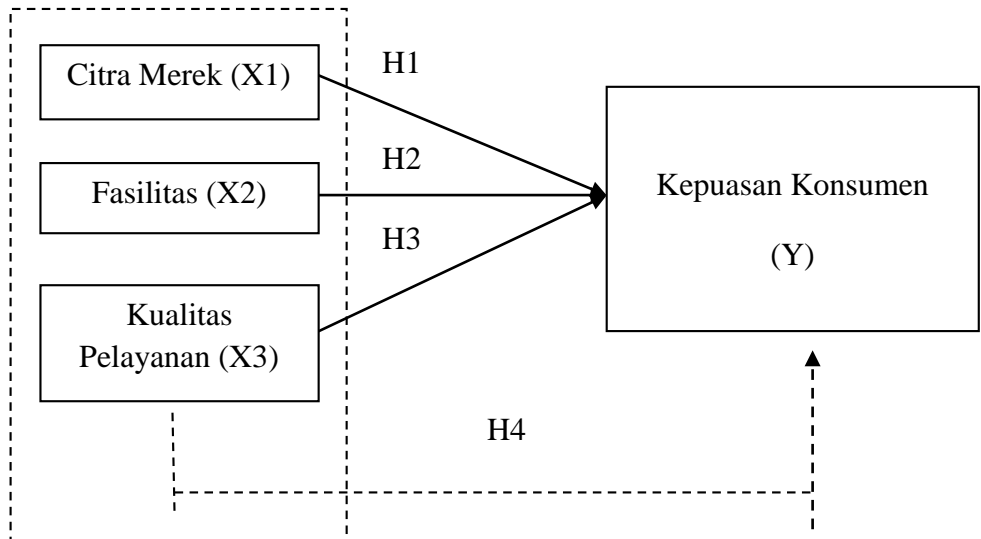 Citra Merek (X1)
H1
Fasilitas (X2)
H2
Kepuasan Konsumen
(Y)
H3
Kualitas
Pelayanan (X3)
H4